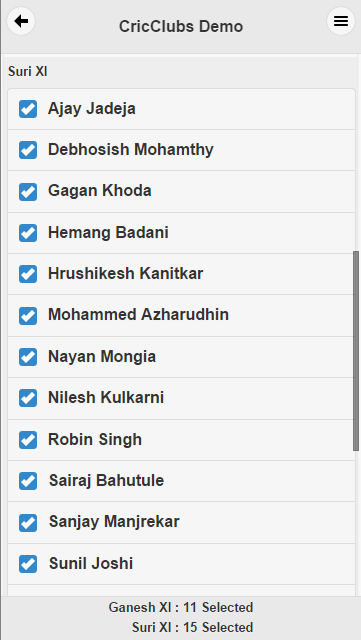 CricClubs Demo
Suri XI
Ajay Jadeja
Debhosish Mohamthy
Gagan Khoda
Hemang Badani
Hrushikesh Kanitkar
Mohammed Azharudhin
Nayan Mongia
Nilesh Kulkarni
Robin Singh
Sairaj Bahutule
Sanjay Manjrekar
Sunil Joshi
Ganesh XI : 11 Selected
Suri XI : 15 Selected